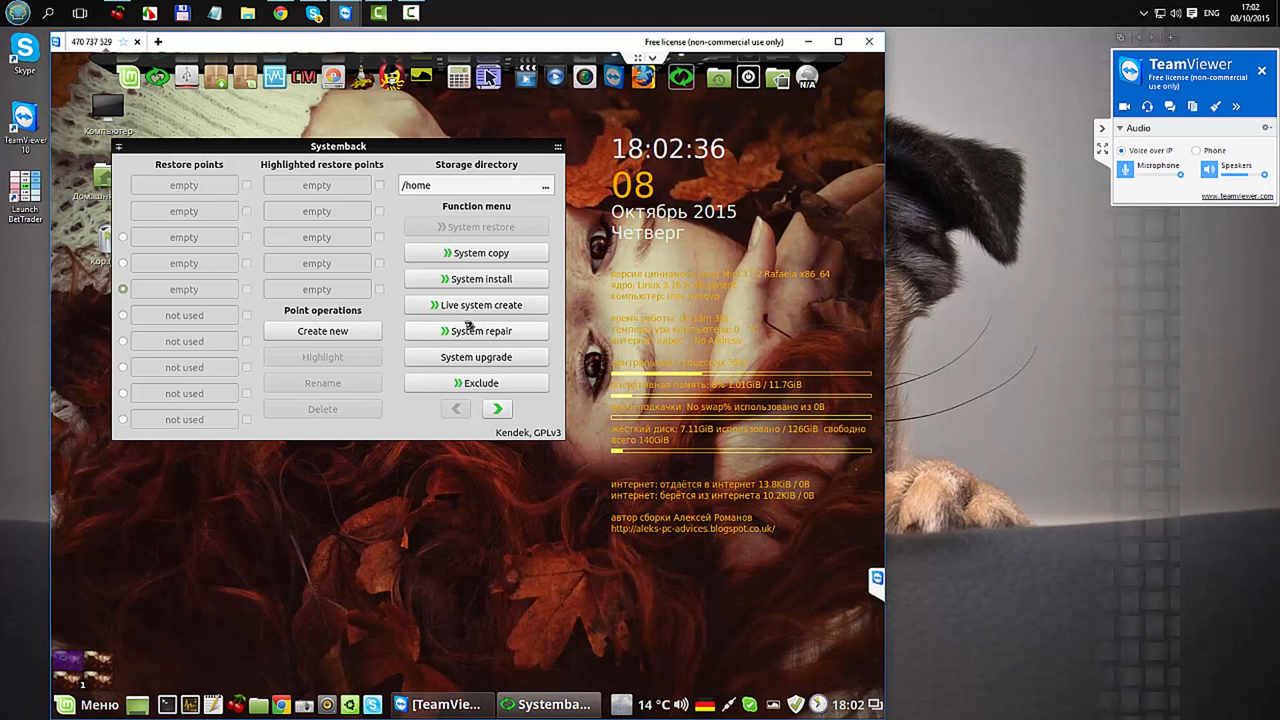 17:02
ENG
08/10/2015
470 737 529
Free license (non-commercial use only)
Skype
TeamViewer
10
Launch
BetTrader
Компьютер
N/A
Systemback
Restore points
Highlighted restore points
Storage directory
empty
empty
/home
...
empty
empty
Function menu
System restore
empty
empty
System copy
empty
empty
System install
empty
empty
Live system create
Point operations
not used
Create new
System repair
not used
Highlight
System upgrade
not used
Rename
Exclude
not used
Delete
not used
Kendek, GPLv3
18:02:36
08
Октябрь 2015
Четверг
Rafaela x86_64
1.01GiB / 11.7GiB
No swap% использовано из 0B
жёсткий диск: 7.11GiB использовано / 126GiB свободно
всего 140GiB
интернет: отдаётся в интернет 13.8KiB / 0B
интернет: берётся из интернета 10.2KiB / 0B
автор сборки Алексей Романов
http://aleks-pc-advices.blogspot.co.uk/
TeamViewer
Free license (non-commercial
use only)
Audio
Voice over IP
Phone
Microphone
Speakers
www.teamviewer.com
1
Меню
[TeamVie...
Systemba...
14 °C
18:02